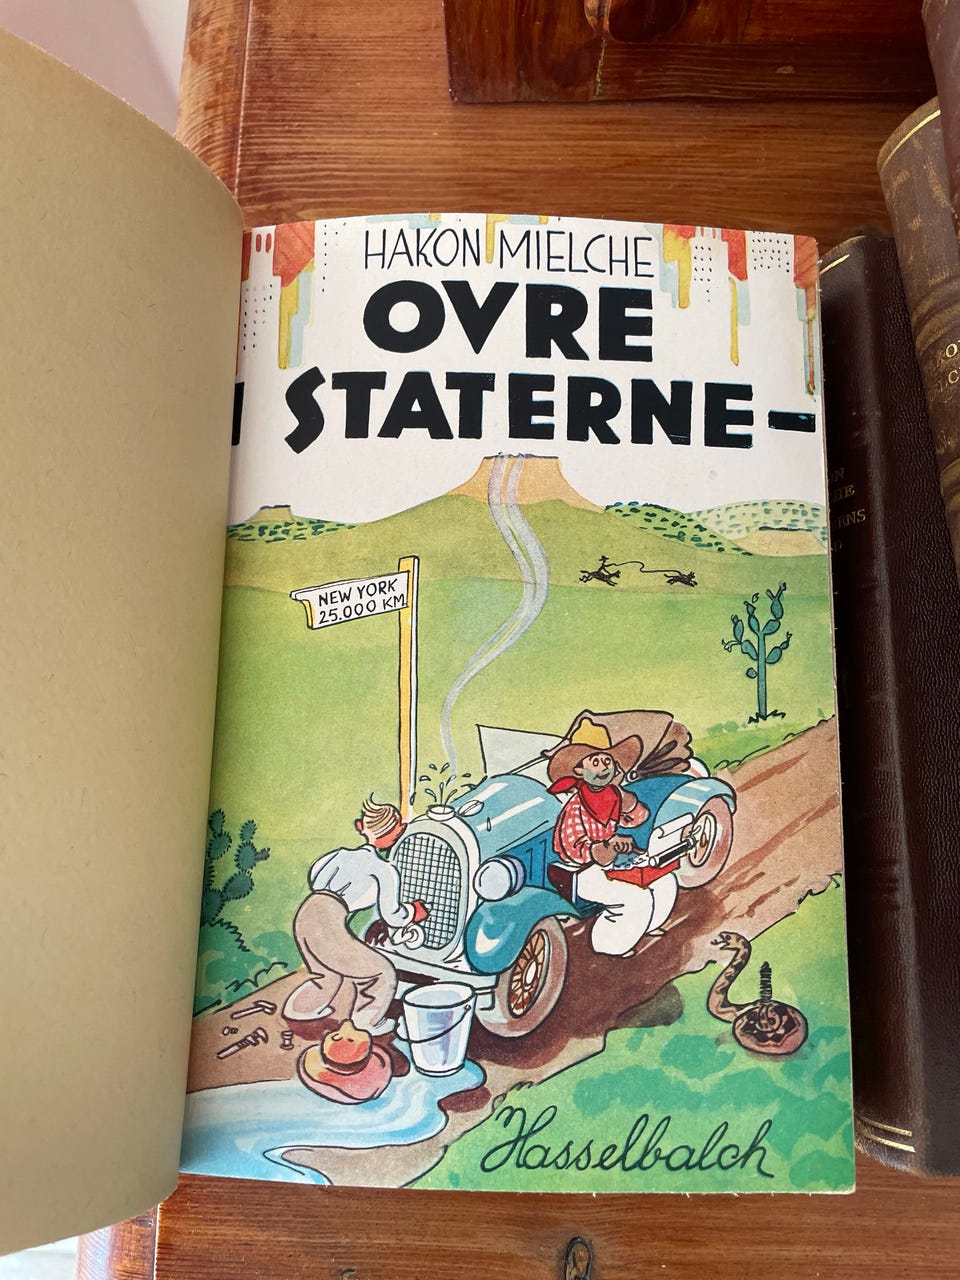 HAKON MIELCHE
OVRE
STATERNE-
NEW YORK
25.000 KM
Hasselbalch